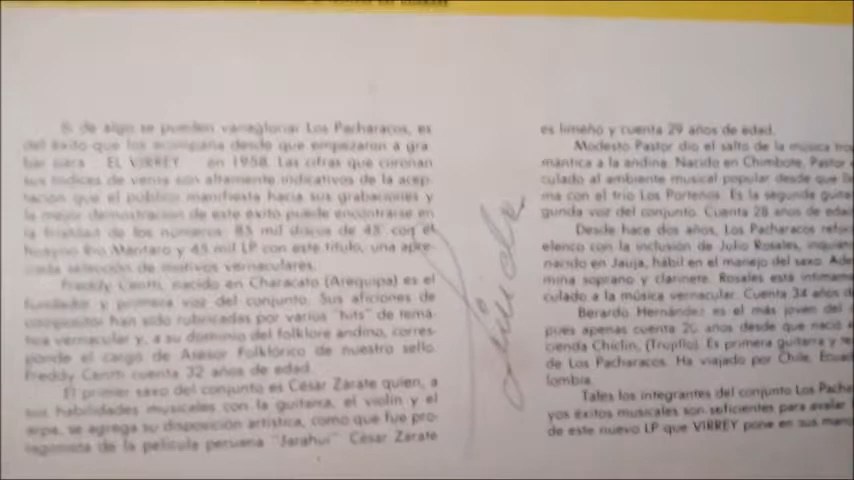 Si de algo se pueden vanagloriar Los Pacharacos, es
del éxito que los acompaña desde que empezaron a gra-
bar para EL VIRREY en 1958. Las cifras que coronan
sus índices de venta son altamente indicativos de la acep-
tación que el público manifiesta hacia sus grabaciones y
la mejor demostración de este éxito puede encontrarse en
la frialdad de los números: 85 mil discos de 45 con el
huayno Río Mantaro y 45 mil LP con este título, una apre-
ciada selección de motivos vernaculares.
Freddy Centti, nacido en Characato (Arequipa) es el
fundador y primera voz del conjunto. Sus aficiones de
compositor han sido rubricadas por varios "hits" de temá-
tica vernacular y, a su dominio del folklore andino, corres-
ponde el cargo de Asesor Folklórico de nuestro sello.
Freddy Centti cuenta 32 años de edad.
El primer saxo del conjunto es César Zárate quien, a
sus habilidades musicales con la guitarra, el violín y el
arpa, se agrega su disposición artística, como que fue pro-
tagonista de la película peruana "Jarahui" César Zárate
es limeño y cuenta 29 años de edad.
Modesto Pastor dio el salto de la música
mántica a la andina. Nacido en Chimbote, Pastor
culado al ambiente musical popular desde que
ma con el trío Los Porteños. Es la segunda
gunda voz del conjunto. Cuenta 28 años de
Desde hace dos años, Los Pacharacos
elenco con la inclusión de Julio Rosales,
nacido en Jauja, hábil en el manejo del saxo.
mina soprano y clarinete. Rosales está
culado a la música vernacular. Cuenta 34 años
Berardo Hernández es el más joven del
pues apenas cuenta años desde que nació
cienda Chiclín, (Trujillo). Es primera guitarra y
de Los Pacharacos. Ha viajado por Chile,
lombia.
Tales los integrantes del conjunto Los
yos éxitos musicales son suficientes para avalar
de este nuevo LP que VIRREY pone en sus